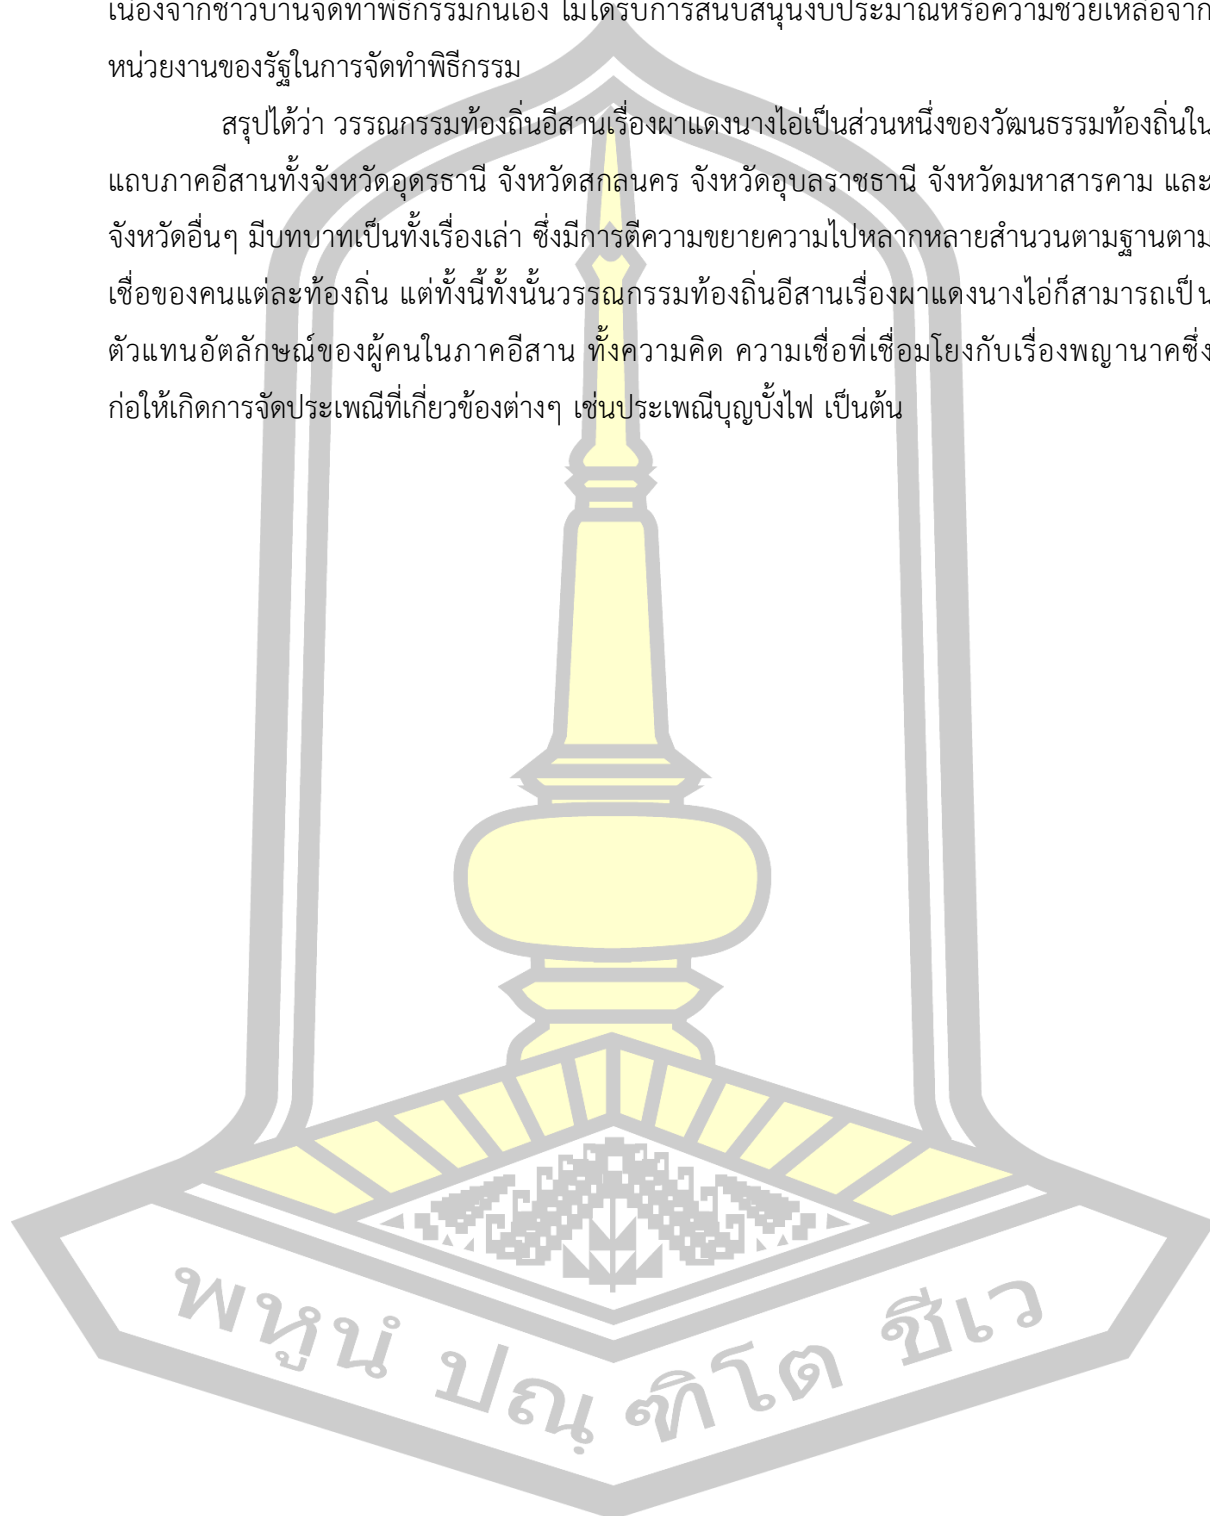 เนื่องจากชาวบ้านจัดทำพิธีกรรมกันเอง ไม่ได้รับการสนับสนุนงบประมาณหรือความช่วยเหลือจาก
หน่วยงานของรัฐในการจัดทำพิธีกรรม
สรุปได้ว่า วรรณกรรมท้องถิ่นอีสานเรื่องผาแดงนางไอ่เป็นส่วนหนึ่งของวัฒนธรรมท้องถิ่นใน
แถบภาคอีสานทั้งจังหวัดอุดรธานี จังหวัดสกลนคร จังหวัดอุบลราชธานี จังหวัดมหาสารคาม และ
จังหวัดอื่นๆ มีบทบาทเป็นทั้งเรื่องเล่า ซึ่งมีการตีความขยายความไปหลากหลายสำนวนตามฐานตาม
เชื่อของคนแต่ละท้องถิ่น แต่ทั้งนี้ทั้งนั้นวรรณกรรมท้องถิ่นอีสานเรื่องผาแดงนางไอ่ก็สามารถเป็น
ตัวแทนอัตลักษณ์ของผู้คนในภาคอีสาน ทั้งความคิด ความเชื่อที่เชื่อมโยงกับเรื่องพญานาคซึ่ง
ก่อให้เกิดการจัดประเพณีที่เกี่ยวข้องต่างๆ เช่นประเพณีบุญบั้งไฟ เป็นต้น
พหูนํ ปณฺฑิโต ชีเว